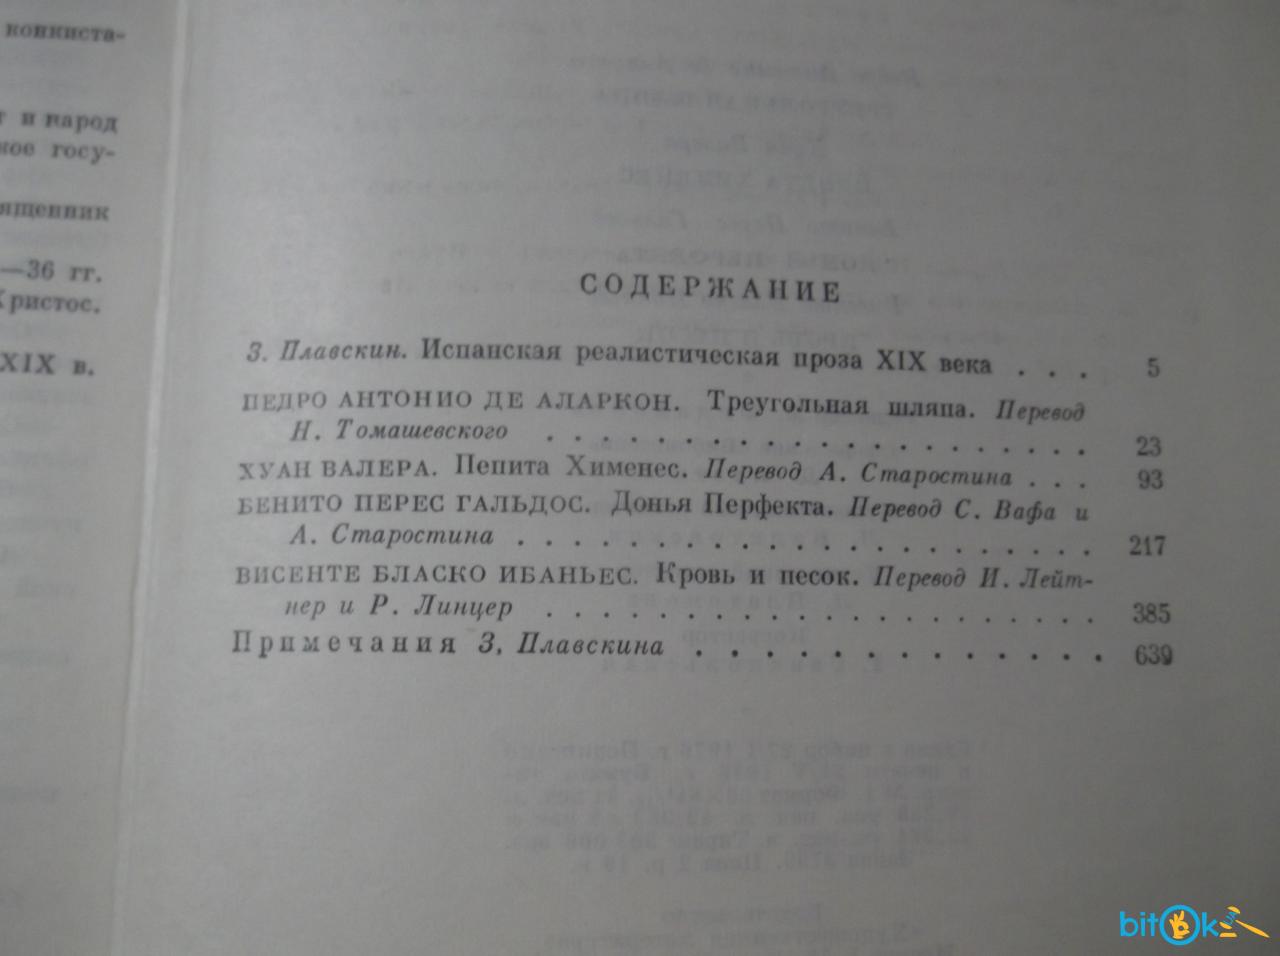 конкиста-
и народ
ное госу-
ященник
—36 гг.
Христос.
XIX в.
СОДЕРЖАНИЕ
З. Плавскин. Испанская реалистическая проза XIX века . . . 5
ПЕДРО АНТОНИО ДЕ АЛАРКОН. Треугольная шляпа. Перевод
Н. Томашевского . . . . . . . . . . . . . . . . . . . . 23
ХУАН ВАЛЕРА. Пепита Хименес. Перевод А. Старостина . . . 93
БЕНИТО ПЕРЕС ГАЛЬДОС. Донья Перфекта. Перевод С. Вафа и
А. Старостина . . . . . . . . . . . . . . . . . . . . . 217
ВИСЕНТЕ БЛАСКО ИБАНЬЕС. Кровь и песок. Перевод И. Лейт-
нер и Р. Линцер . . . . . . . . . . . . . . . . . . . . 385
Примечания З. Плавскина . . . . . . . . . . . . . 639
bitok.ua